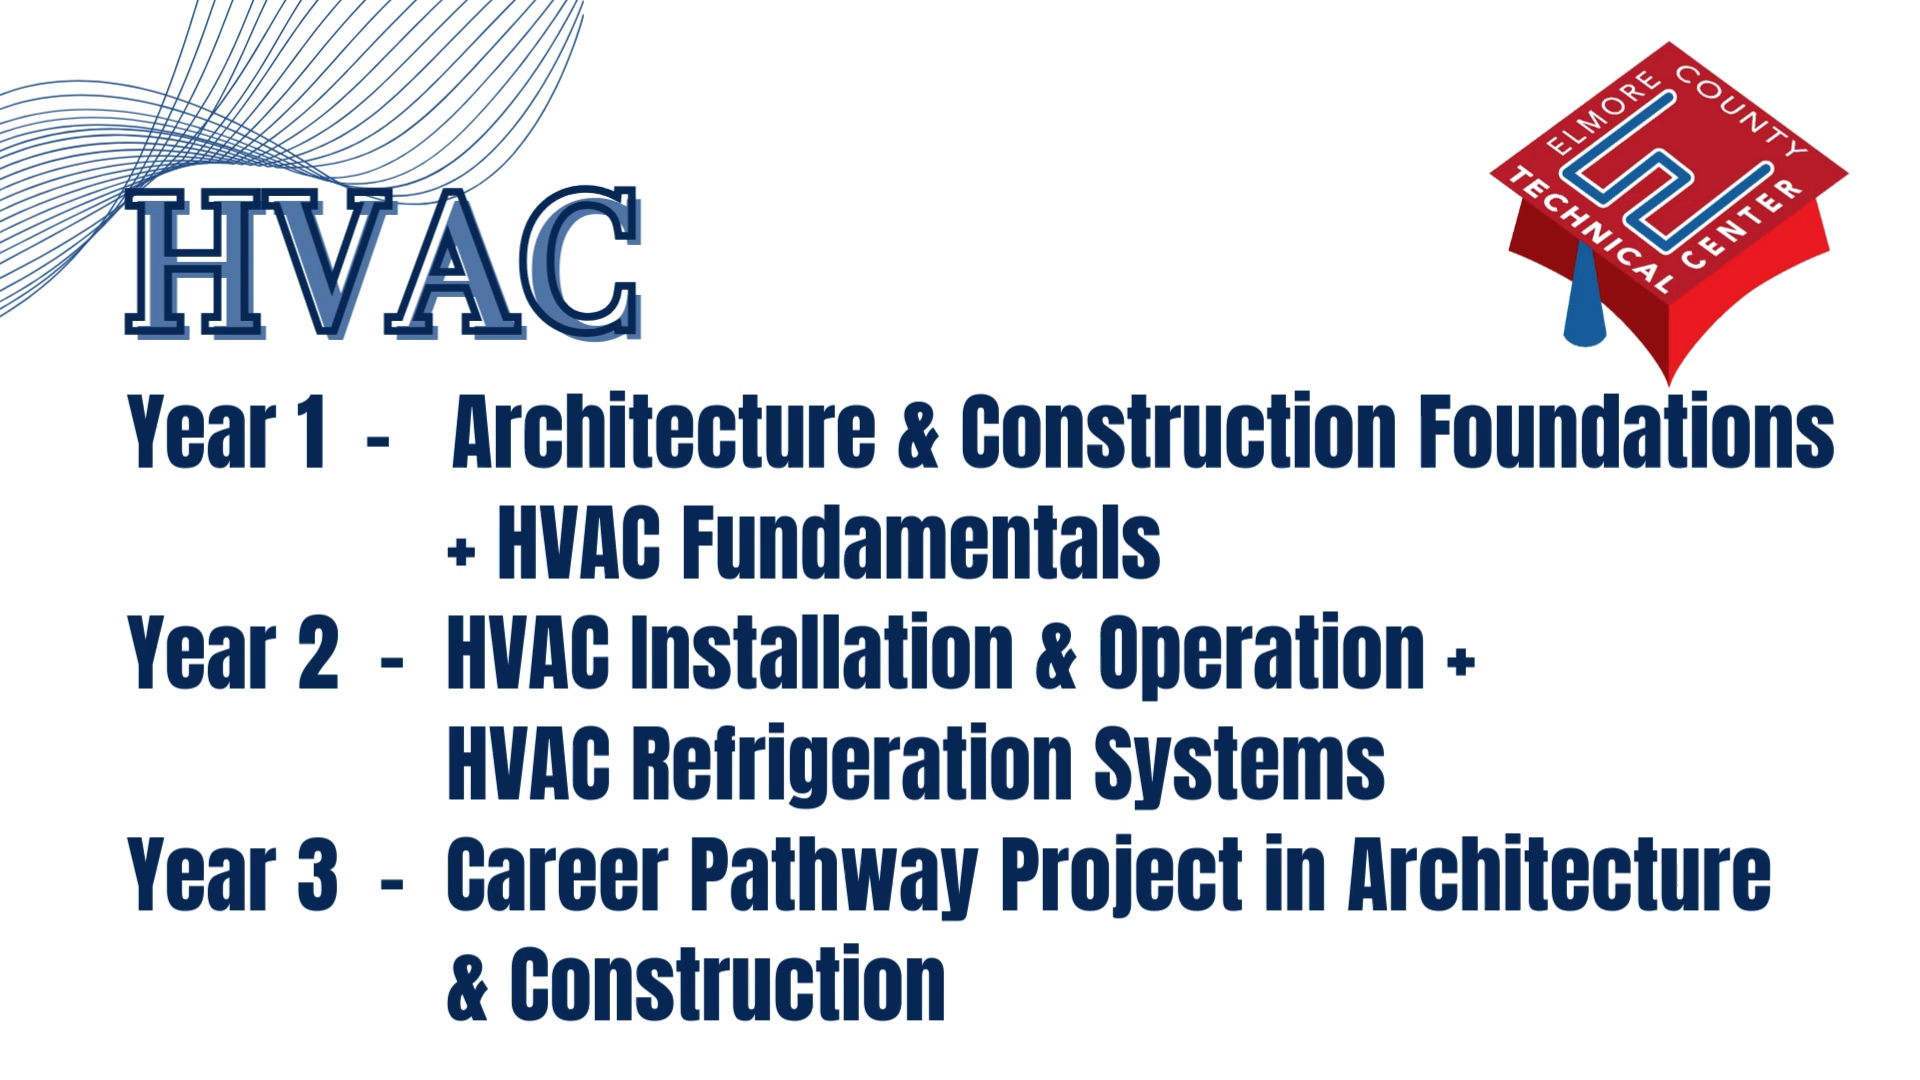 ELMORE COUNTY
TECHNICAL CENTER
HVAC
Year 1 - Architecture & Construction Foundations
+ HVAC Fundamentals
Year 2 - HVAC Installation & Operation +
HVAC Refrigeration Systems
Year 3 - Career Pathway Project in Architecture
& Construction